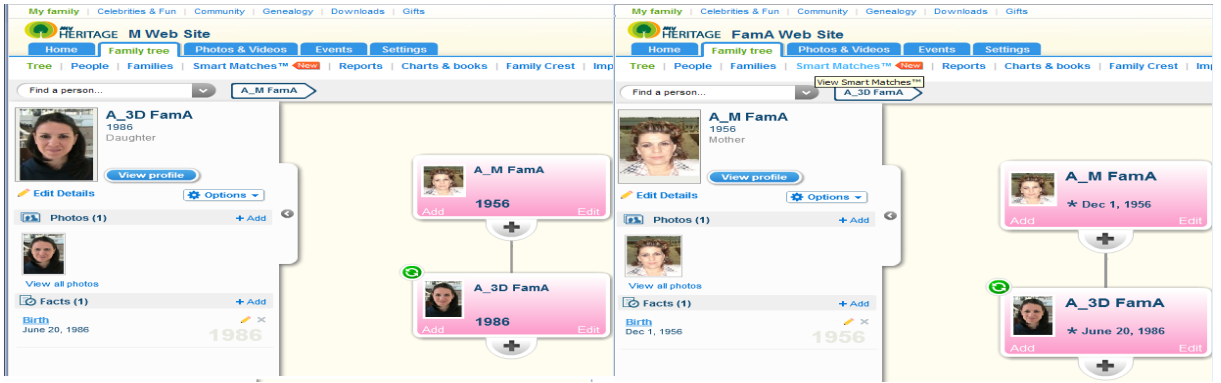 My family | Celebrities & Fun | Community | Genealogy | Downloads | Gifts
MY HERITAGE M Web Site
Home Family tree Photos & Videos Events Settings
Tree | People | Families | Smart Matches™ New | Reports | Charts & books | Family Crest | Imp
Find a person... A_M FamA
A_3D FamA
1986
Daughter
View profile
Edit Details Options
Photos (1) + Add
View all photos
Facts (1) + Add
Birth
June 20, 1986
1986
A_M FamA
1956
Add Edit
A_3D FamA
1986
Add Edit
My family | Celebrities & Fun | Community | Genealogy | Downloads | Gifts
MY HERITAGE FamA Web Site
Home Family tree Photos & Videos Events Settings
Tree | People | Families | Smart Matches™ New | Reports | Charts & books | Family Crest | Im
View Smart Matches™
Find a person... A_3D FamA
A_M FamA
1956
Mother
View profile
Edit Details Options
Photos (1) + Add
View all photos
Facts (1) + Add
Birth
Dec 1, 1956
1956
A_M FamA
* Dec 1, 1956
Add Edit
A_3D FamA
* June 20, 1986
Add Edit